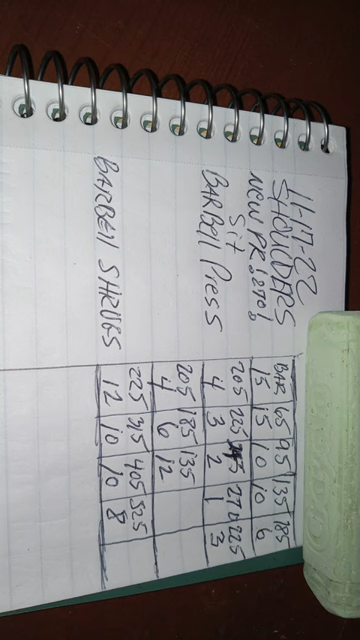 11-17-22
SHOULDERS
NEW PR! 270 lb
Sit
BARBELL PRESS
BAR 65 95 135 185
15 15 10 10 6
205 225 245 270 225
4 3 2 1 3
205 185 135
4 6 12
BARBELL SHRUGS
225 315 405 525
12 10 10 8